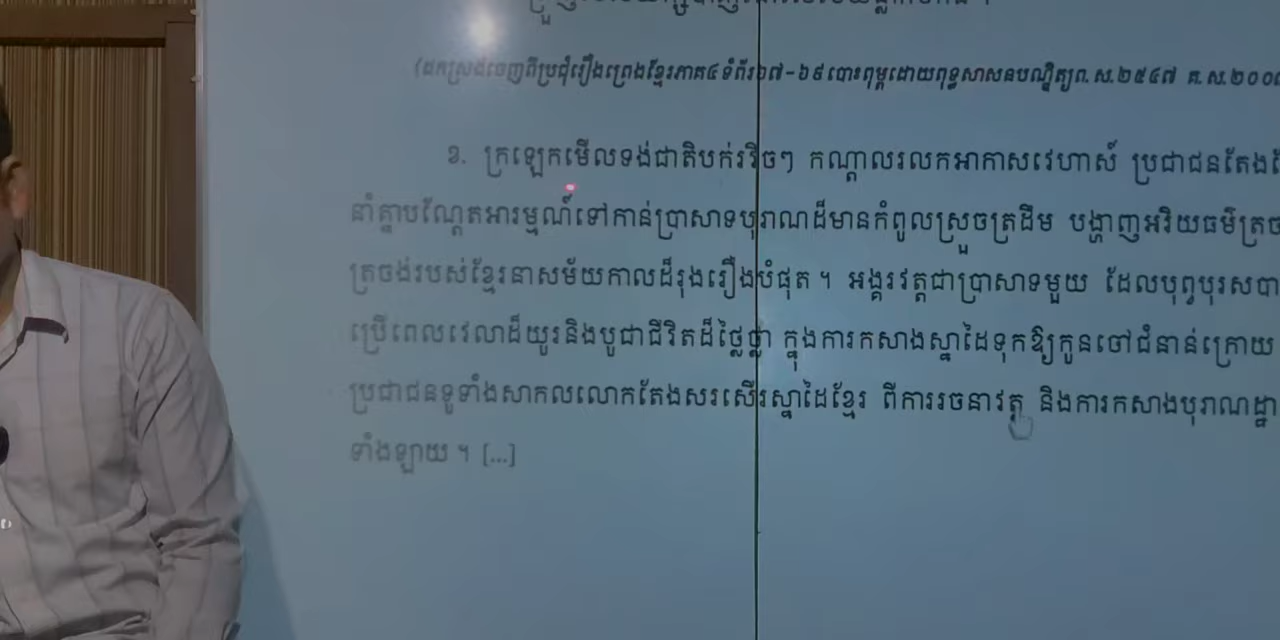 (ដកស្រង់ចេញពីប្រជុំរឿងព្រេងខ្មែរភាគ៤ទំព័រ៦៧-៦៩បោះពុម្ពដោយពុទ្ធសាសនបណ្ឌិត្យព.ស.២៥៤៧ គ.ស.២០០
ខ. ក្រឡេកមើលទង់ជាតិបក់រវិចៗ កណ្តាលរលកអាកាសវេហាស៍ ប្រជាជនតែង
នាំគ្នាបណ្តែតអារម្មណ៍ទៅកាន់ប្រាសាទបុរាណដ៏មានកំពូលស្រួចត្រដឹម បង្ហាញអរិយធម៌ត្រច
ត្រចង់របស់ខ្មែរនាសម័យកាលដ៏រុងរឿងបំផុត ។ អង្គរវត្តជាប្រាសាទមួយ ដែលបុព្វបុរសបា
ប្រើពេលវេលាដ៏យូរនិងបូជាជីវិតដ៏ថ្លៃថ្លា ក្នុងការកសាងស្នាដៃទុកឱ្យកូនចៅជំនាន់ក្រោយ
ប្រជាជនទូទាំងសាកលលោកតែងសរសើរស្នាដៃខ្មែរ ពីការរចនាវត្ត និងការកសាងបុរាណដ្ឋា
ទាំងឡាយ ។ [...]